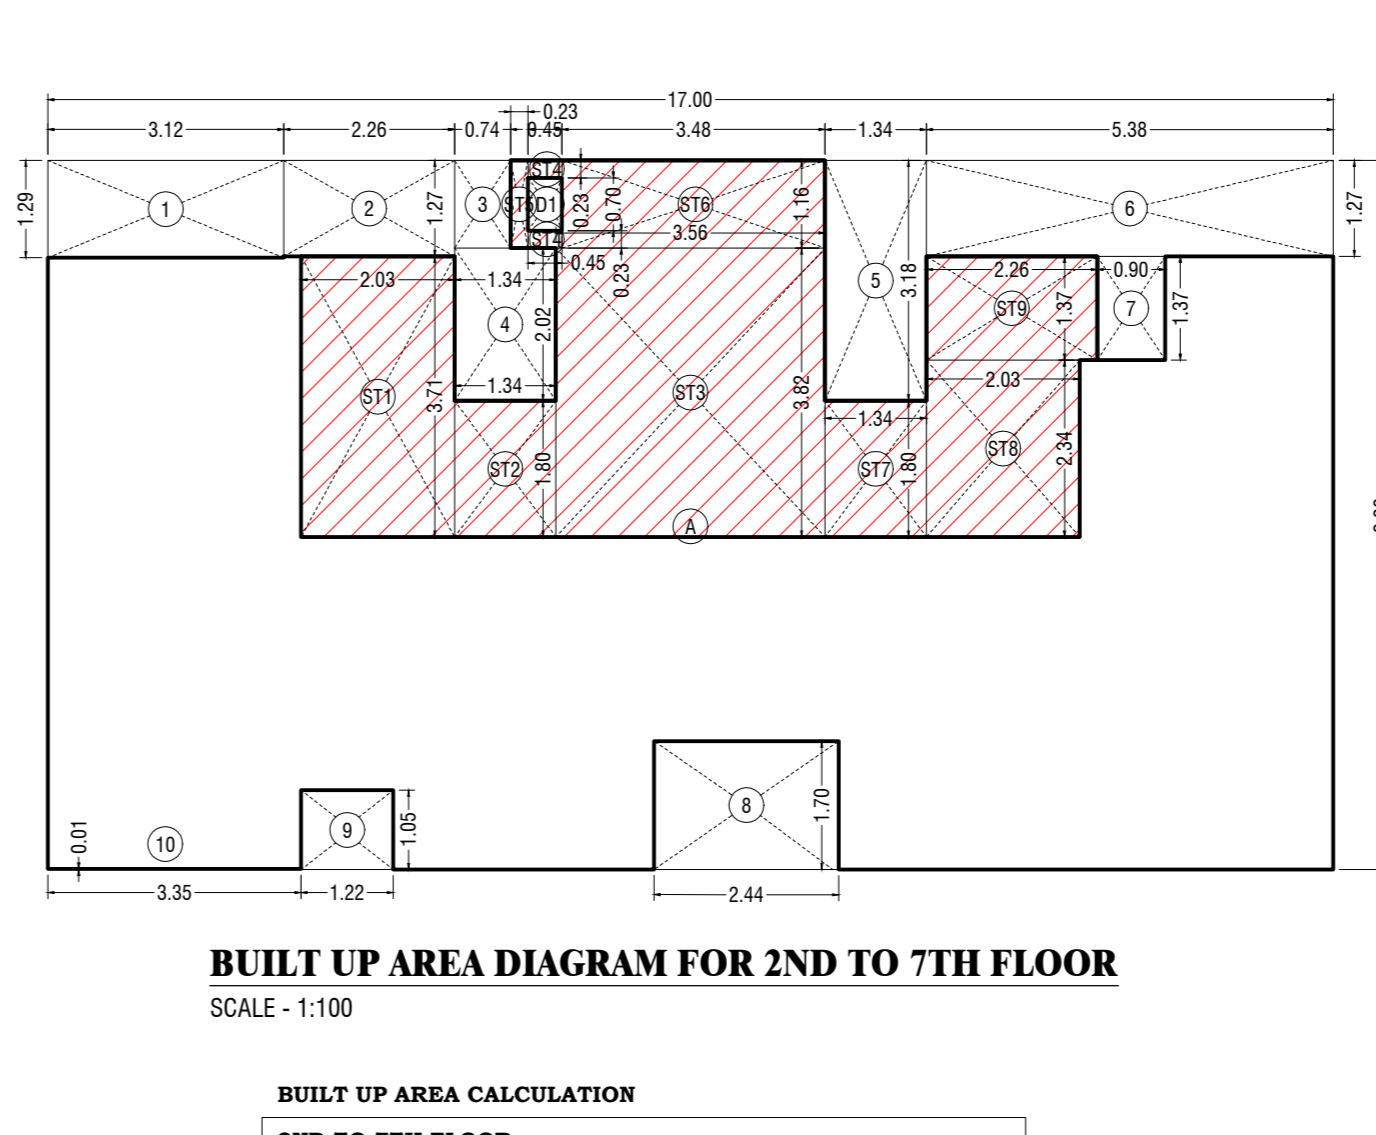 17.00
0.23
3.12 2.26 0.74 0.45 3.48 1.34 5.38
1.29 1 2 1.27 3 ST5 ST4 D1 ST4 0.23 0.70 ST6 1.16 6 1.27
3.56
0.45 0.23
2.03 1.34 5 3.18 2.26 0.90
4 2.02 ST9 1.37 7 1.37
1.34 2.03
ST1 3.71 ST3 3.82
1.34
ST2 1.80 ST7 1.80 ST8 2.34
A
8 1.70
0.01 10 9 1.05
3.35 1.22 2.44
BUILT UP AREA DIAGRAM FOR 2ND TO 7TH FLOOR
SCALE - 1:100
BUILT UP AREA CALCULATION
2ND TO 7TH FLOOR